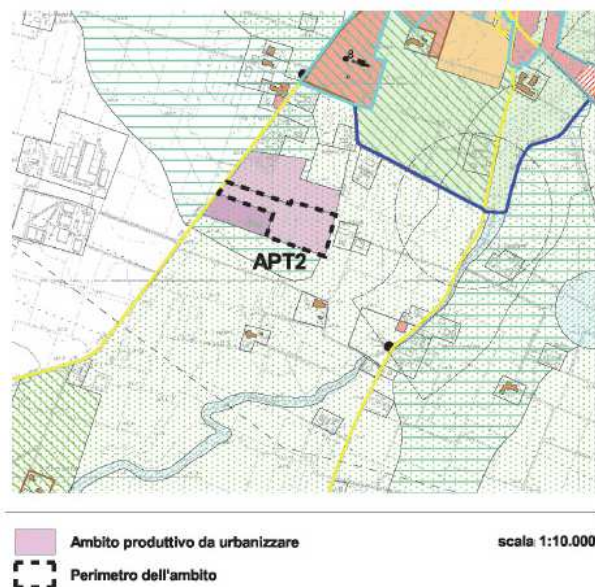 APT2
Ambito produttivo da urbanizzare
scala 1:10.000
Perimetro dell'ambito